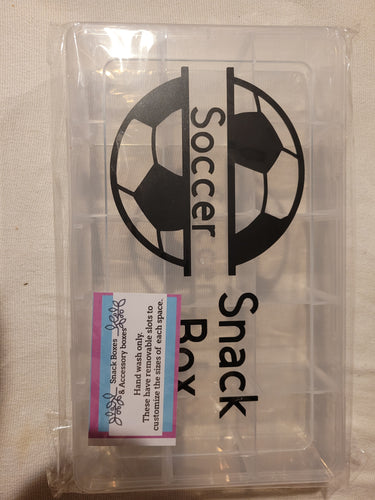 Soccer
Snack
Box
Snack Boxes
& Accessory boxes
Hand wash only.
These have removable slots to
customize the sizes of each space.